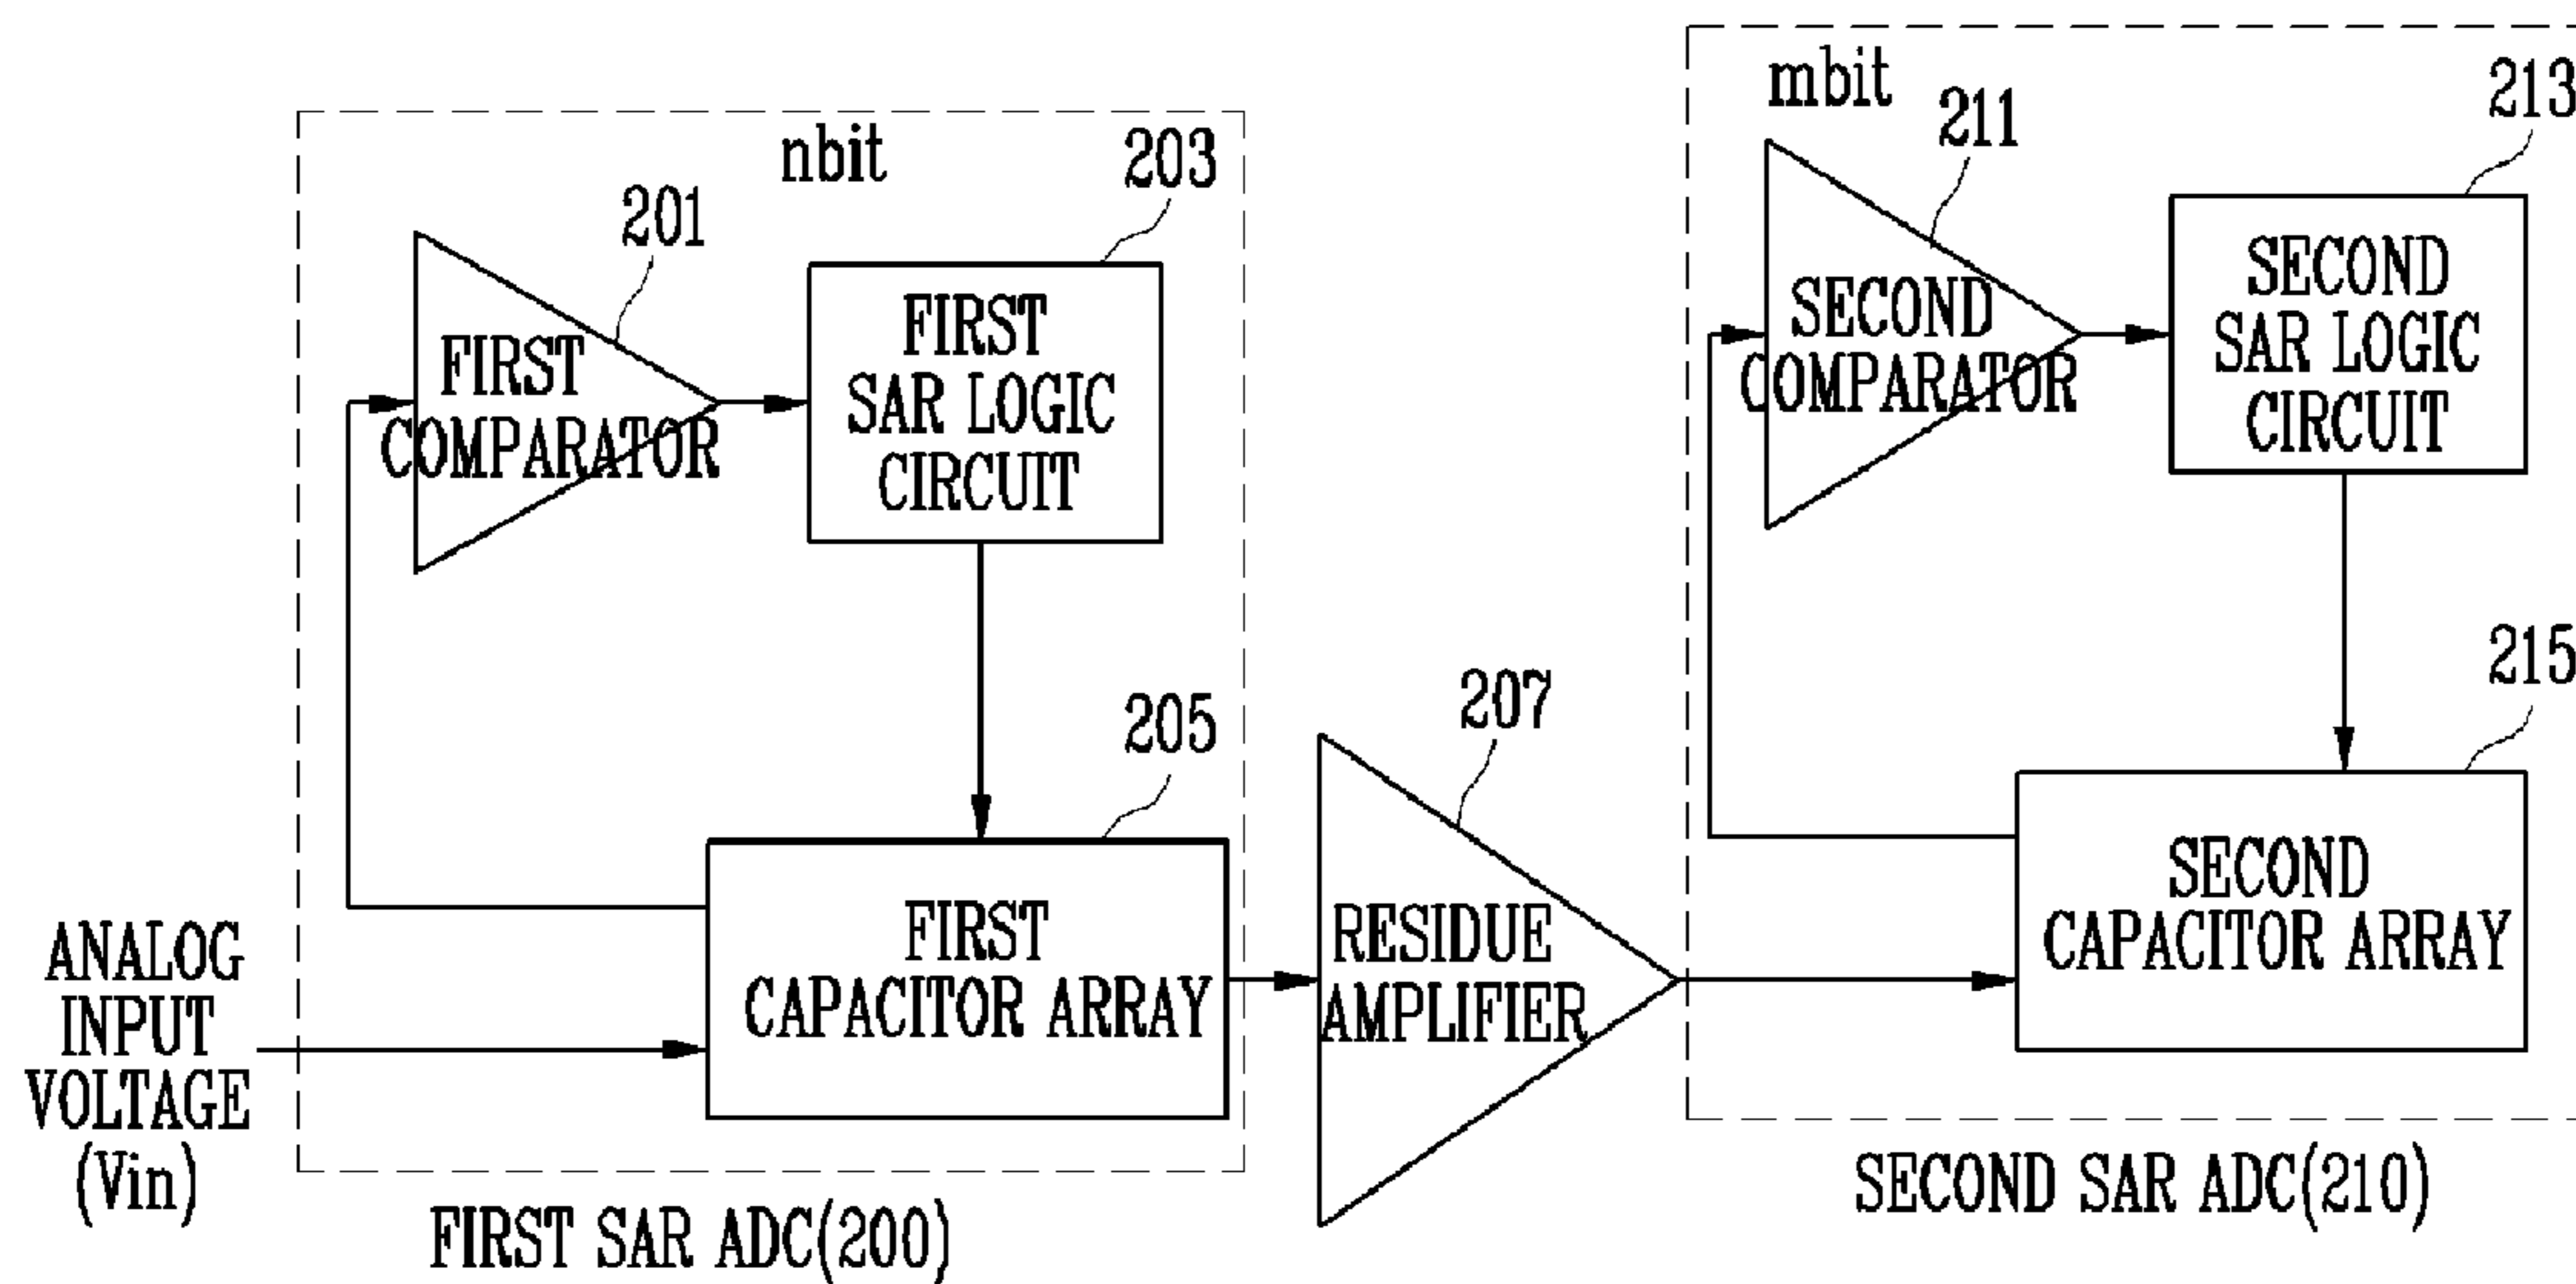 nbit
203
201
FIRST
COMPARATOR
FIRST
SAR LOGIC
CIRCUIT
205
FIRST
CAPACITOR ARRAY
ANALOG
INPUT
VOLTAGE
(Vin)
FIRST SAR ADC(200)
207
RESIDUE
AMPLIFIER
mbit
211
213
SECOND
COMPARATOR
SECOND
SAR LOGIC
CIRCUIT
215
SECOND
CAPACITOR ARRAY
SECOND SAR ADC(210)